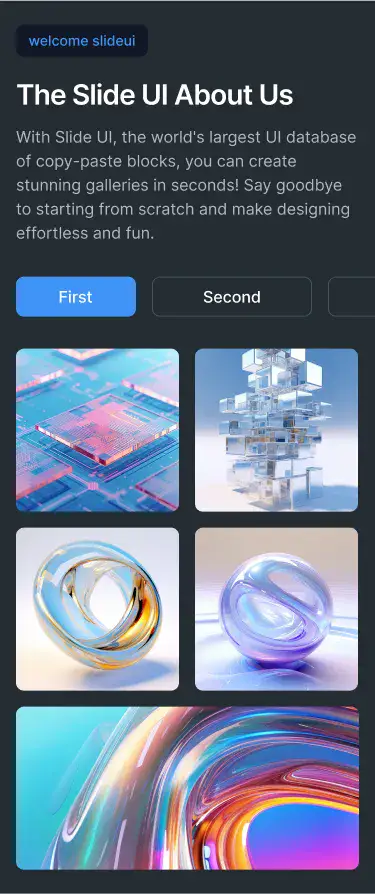 welcome slideui
The Slide UI About Us
With Slide UI, the world's largest UI database
of copy-paste blocks, you can create
stunning galleries in seconds! Say goodbye
to starting from scratch and make designing
effortless and fun.
First
Second